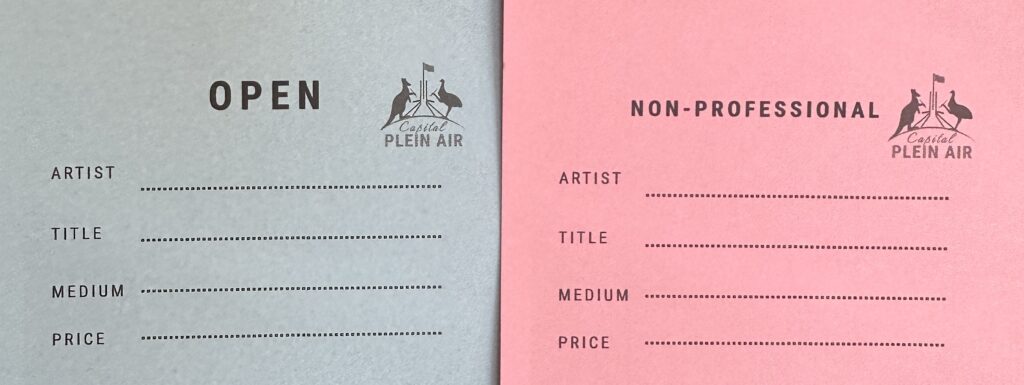 OPEN
Capital
PLEIN AIR
ARTIST
TITLE
MEDIUM
PRICE
NON-PROFESSIONAL
Capital
PLEIN AIR
ARTIST
TITLE
MEDIUM
PRICE